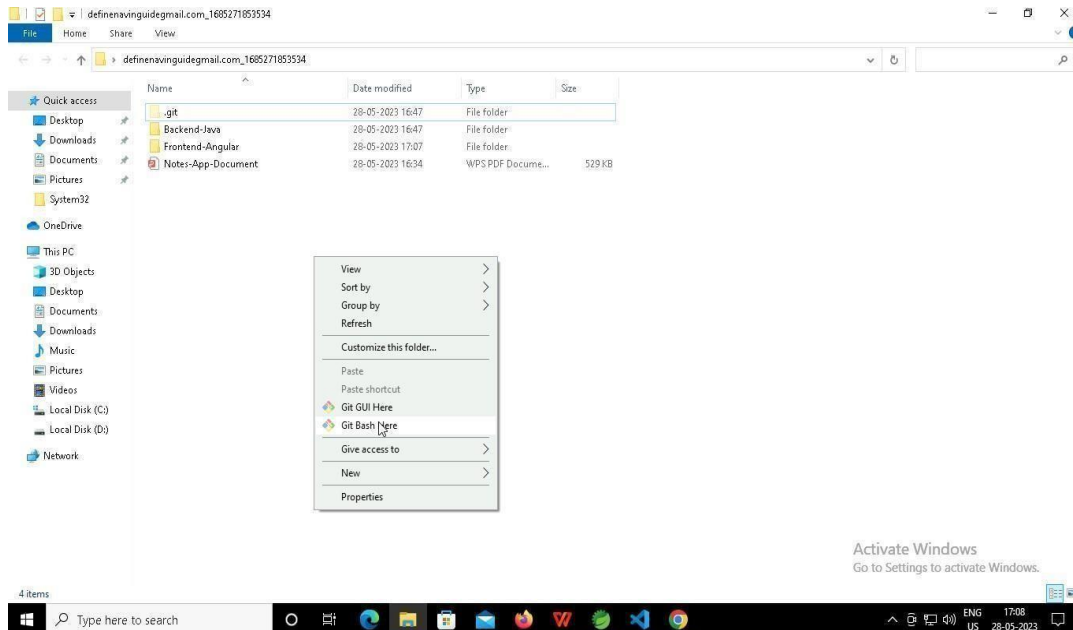 definenavinguidegmail.com_1685271853534
File Home Share View
definenavinguidegmail.com_1685271853534
Name Date modified Type Size
Quick access
Desktop
Downloads
Documents
Pictures
System32
OneDrive
This PC
3D Objects
Desktop
Documents
Downloads
Music
Pictures
Videos
Local Disk (C:)
Local Disk (D:)
Network
.git 28-05-2023 16:47 File folder
Backend-Java 28-05-2023 16:47 File folder
Frontend-Angular 28-05-2023 17:07 File folder
Notes-App-Document 28-05-2023 16:34 WPS PDF Docume... 529 KB
View
Sort by
Group by
Refresh
Customize this folder...
Paste
Paste shortcut
Git GUI Here
Git Bash Here
Give access to
New
Properties
Activate Windows
Go to Settings to activate Windows.
4 items
Type here to search
ENG 17:08
US 28-05-2023